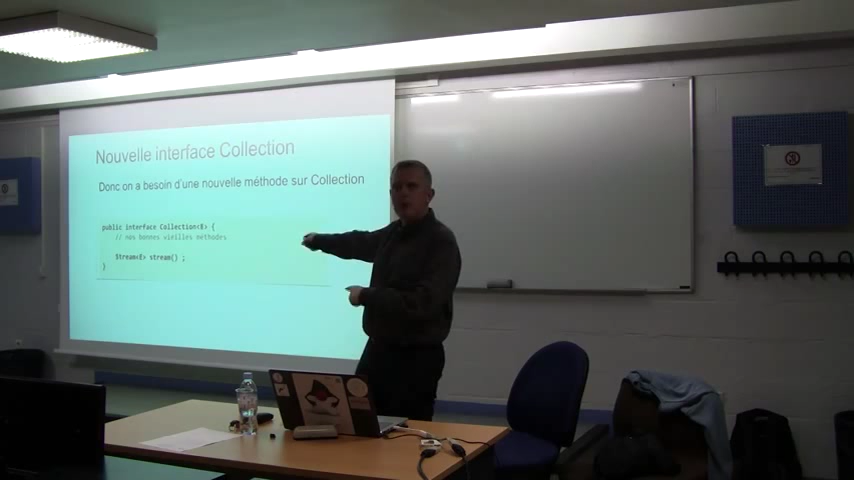 Nouvelle interface Collection
Donc on a besoin d'une nouvelle méthode sur Collection
public interface Collection<E> {
// nos bonnes vieilles méthodes
Stream<E> stream() ;
}